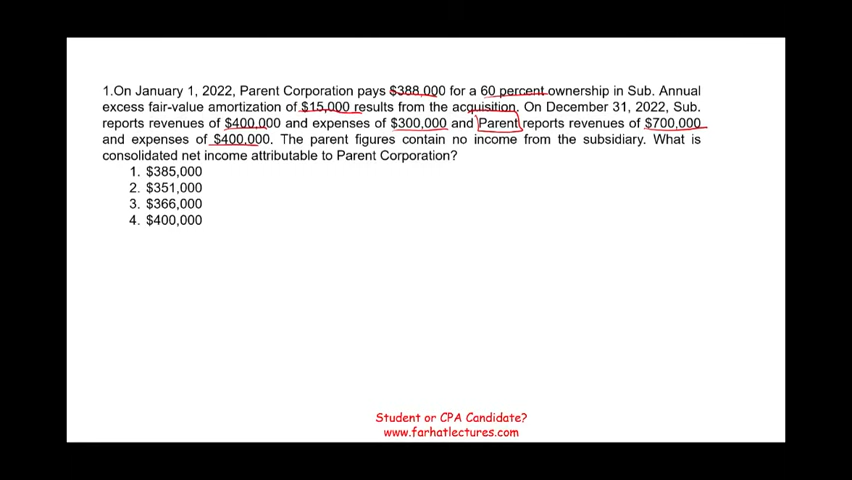 1.On January 1, 2022, Parent Corporation pays $388,000 for a 60 percent ownership in Sub. Annual
excess fair-value amortization of $15,000 results from the acquisition. On December 31, 2022, Sub.
reports revenues of $400,000 and expenses of $300,000 and Parent reports revenues of $700,000
and expenses of $400,000. The parent figures contain no income from the subsidiary. What is
consolidated net income attributable to Parent Corporation?
1. $385,000
2. $351,000
3. $366,000
4. $400,000
Student or CPA Candidate?
www.farhatlectures.com